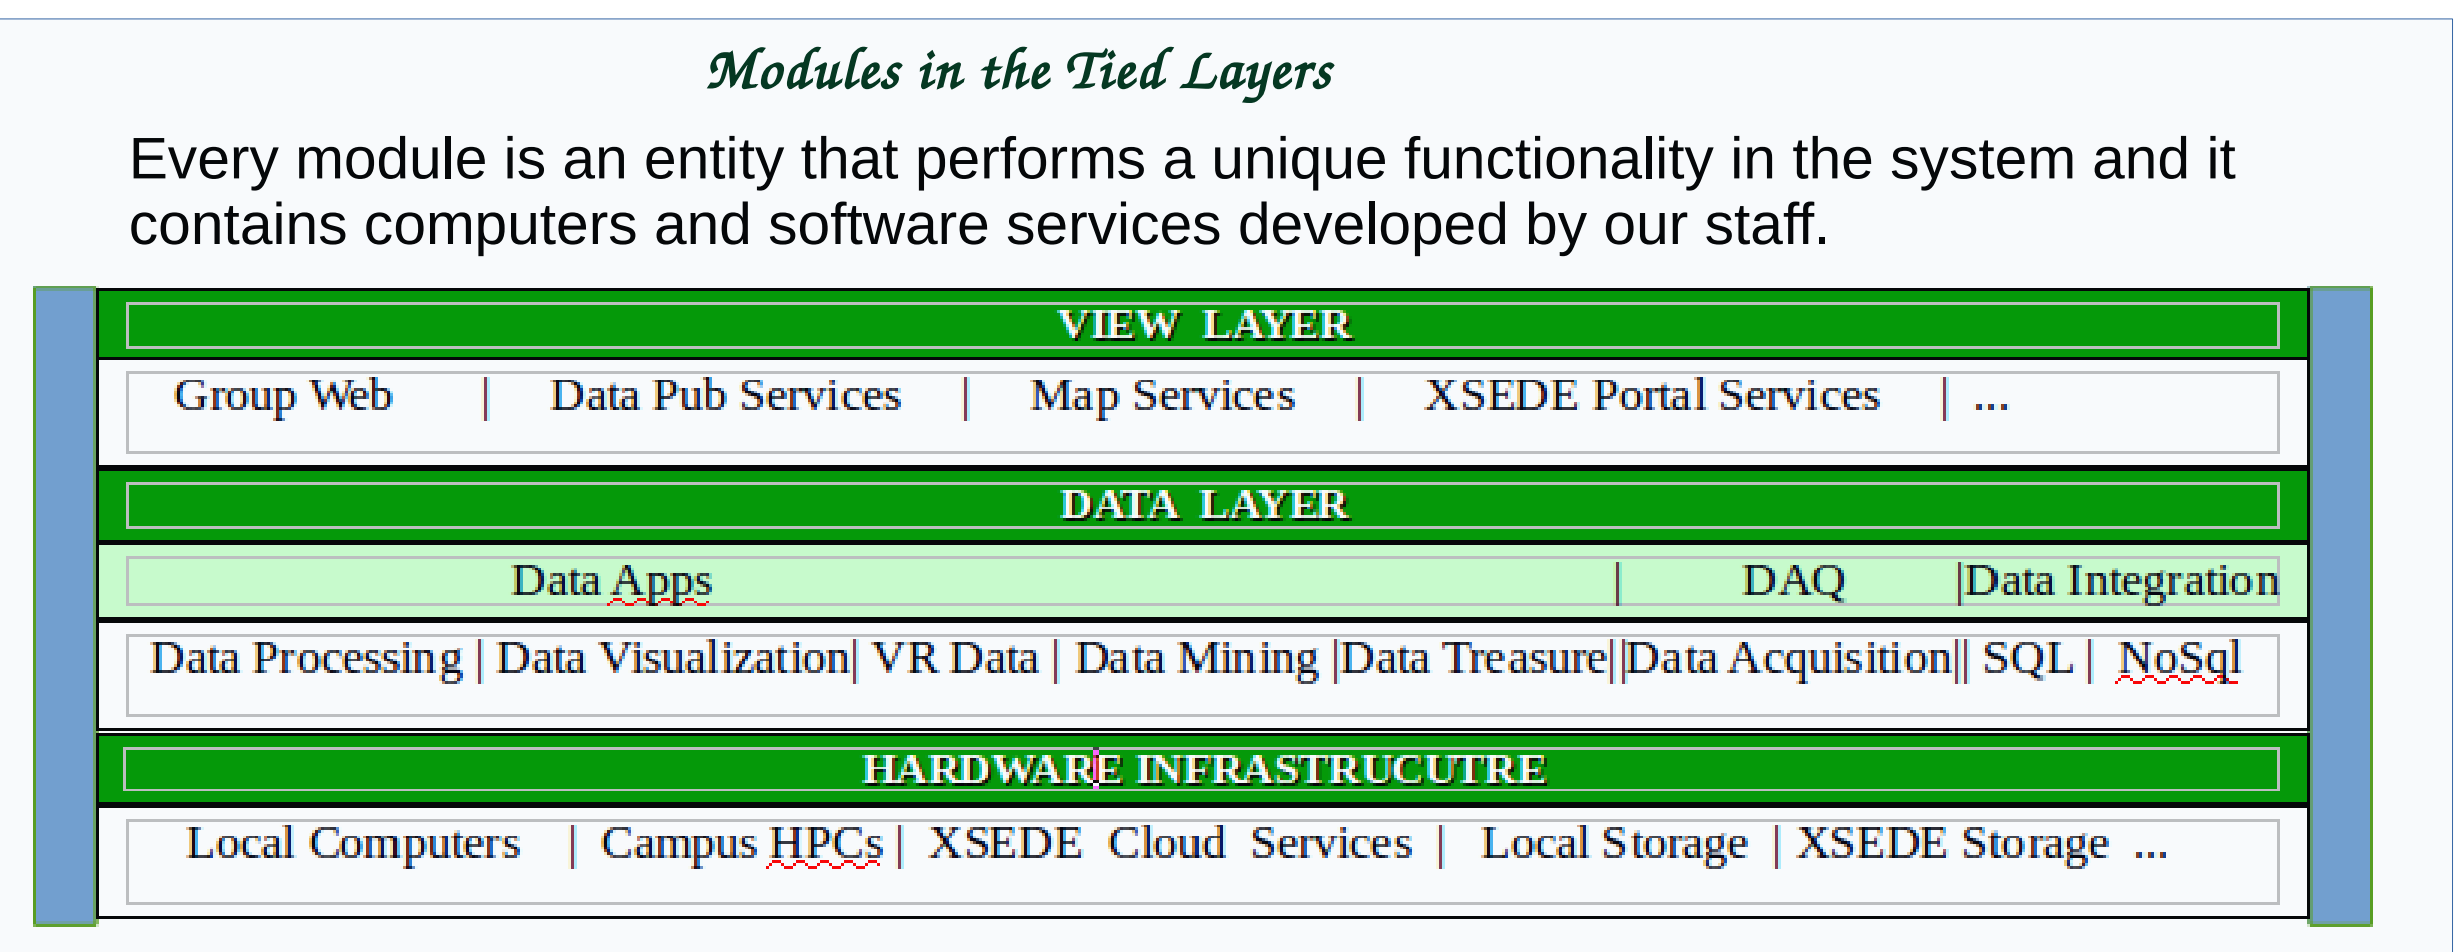 Modules in the Tied Layers
Every module is an entity that performs a unique functionality in the system and it
contains computers and software services developed by our staff.
VIEW LAYER
Group Web | Data Pub Services | Map Services | XSEDE Portal Services | ...
DATA LAYER
Data Apps | DAQ |Data Integration
Data Processing | Data Visualization| VR Data | Data Mining |Data Treasure||Data Acquisition|| SQL | NoSql
HARDWARE INFRASTRUCUTRE
Local Computers | Campus HPCs | XSEDE Cloud Services | Local Storage | XSEDE Storage ...